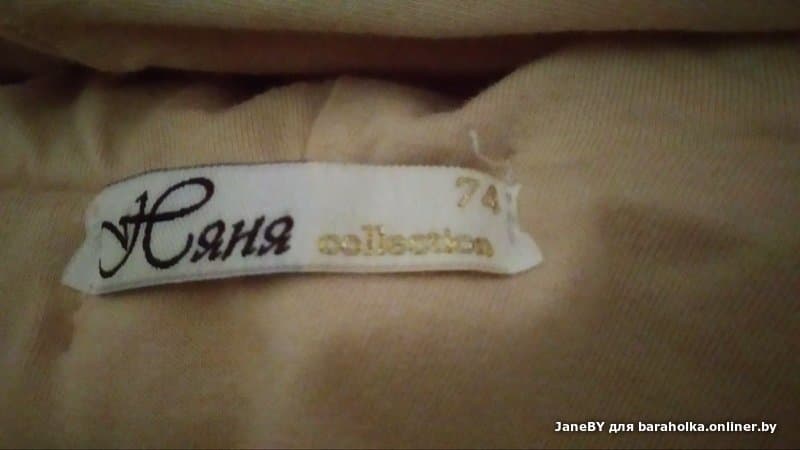 Няня 74
collection
JaneBY для baraholka.onliner.by